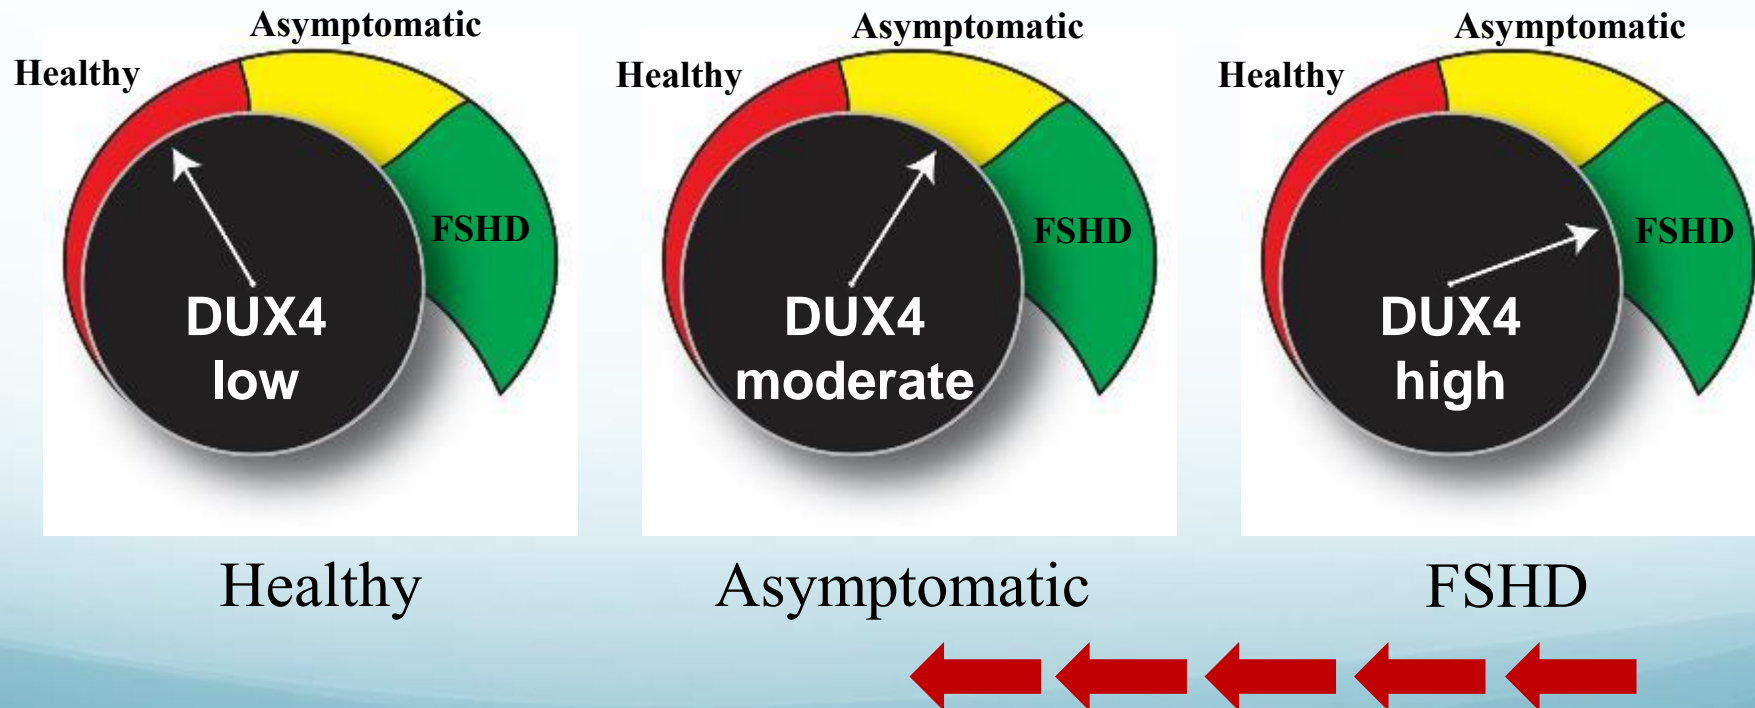 Asymptomatic
Healthy
FSHD
DUX4
low
Healthy
Asymptomatic
Healthy
FSHD
DUX4
moderate
Asymptomatic
Asymptomatic
Healthy
FSHD
DUX4
high
FSHD